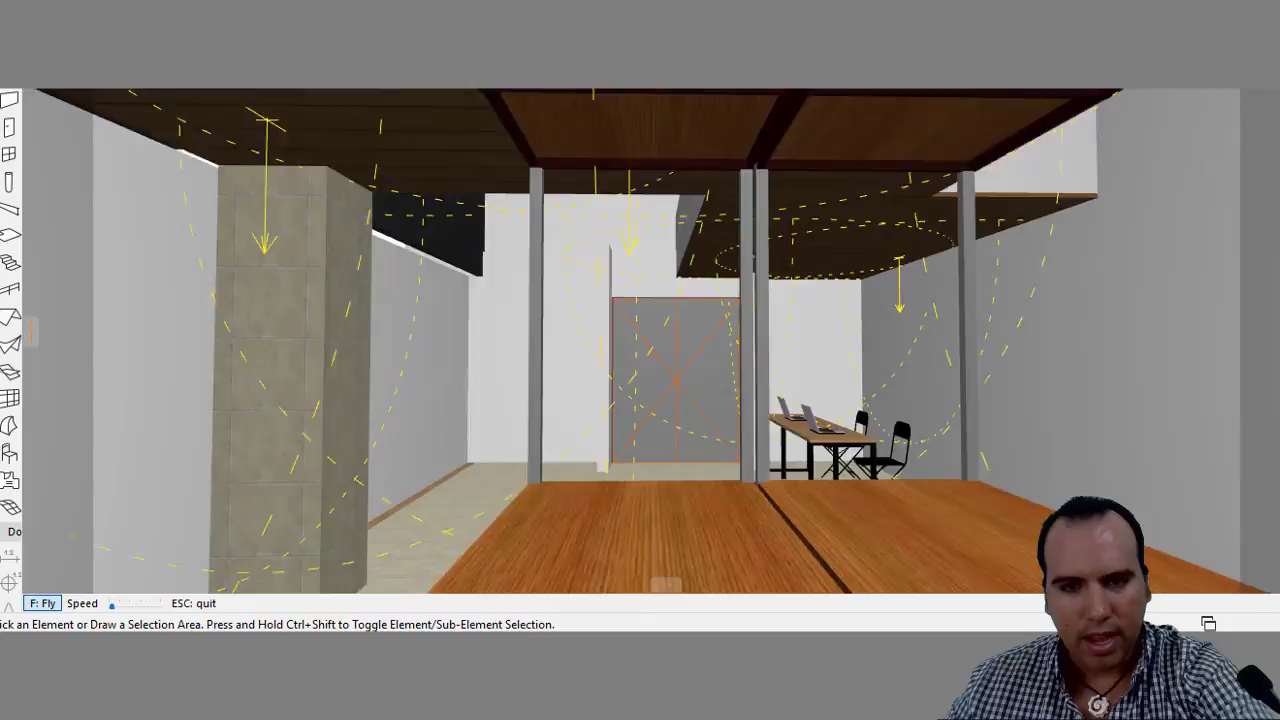 Do
F: Fly Speed ESC: quit
ick an Element or Draw a Selection Area. Press and Hold Ctrl+Shift to Toggle Element/Sub-Element Selection.